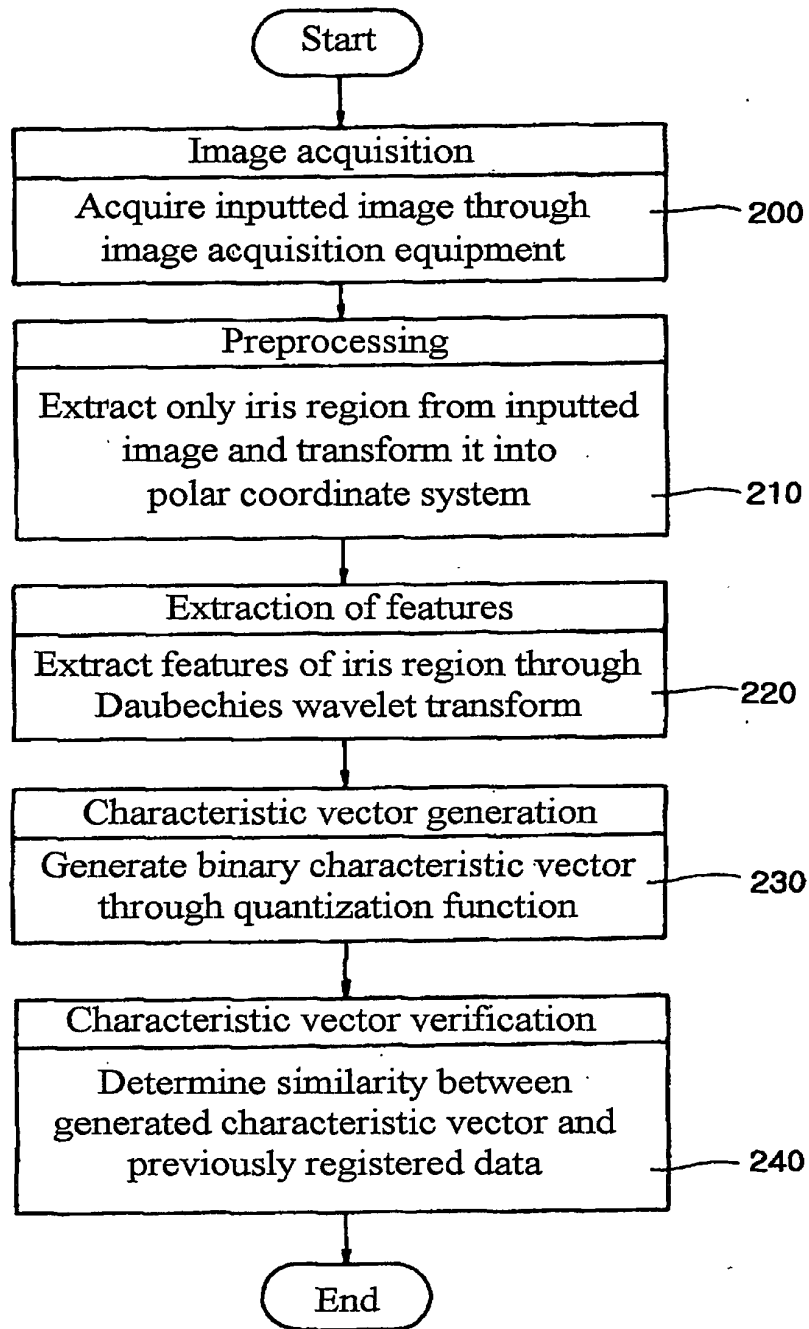 Start
Image acquisition
Acquire inputted image through
image acquisition equipment
200
Preprocessing
Extract only iris region from inputted
image and transform it into
polar coordinate system
210
Extraction of features
Extract features of iris region through
Daubechies wavelet transform
220
Characteristic vector generation
Generate binary characteristic vector
through quantization function
230
Characteristic vector verification
Determine similarity between
generated characteristic vector and
previously registered data
240
End